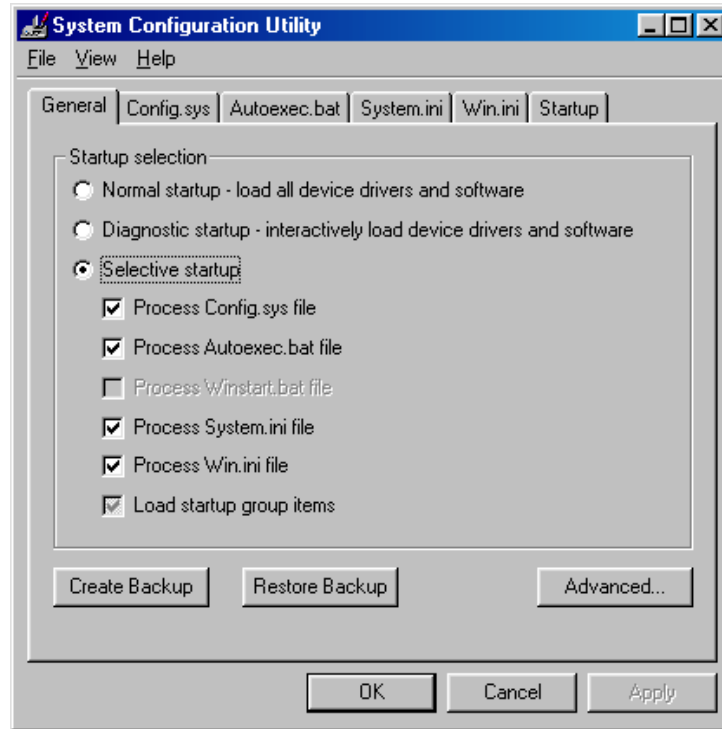 System Configuration Utility
File View Help
General Config.sys Autoexec.bat System.ini Win.ini Startup
Startup selection
Normal startup - load all device drivers and software
Diagnostic startup - interactively load device drivers and software
Selective startup
Process Config.sys file
Process Autoexec.bat file
Process Winstart.bat file
Process System.ini file
Process Win.ini file
Load startup group items
Create Backup Restore Backup Advanced...
OK Cancel Apply